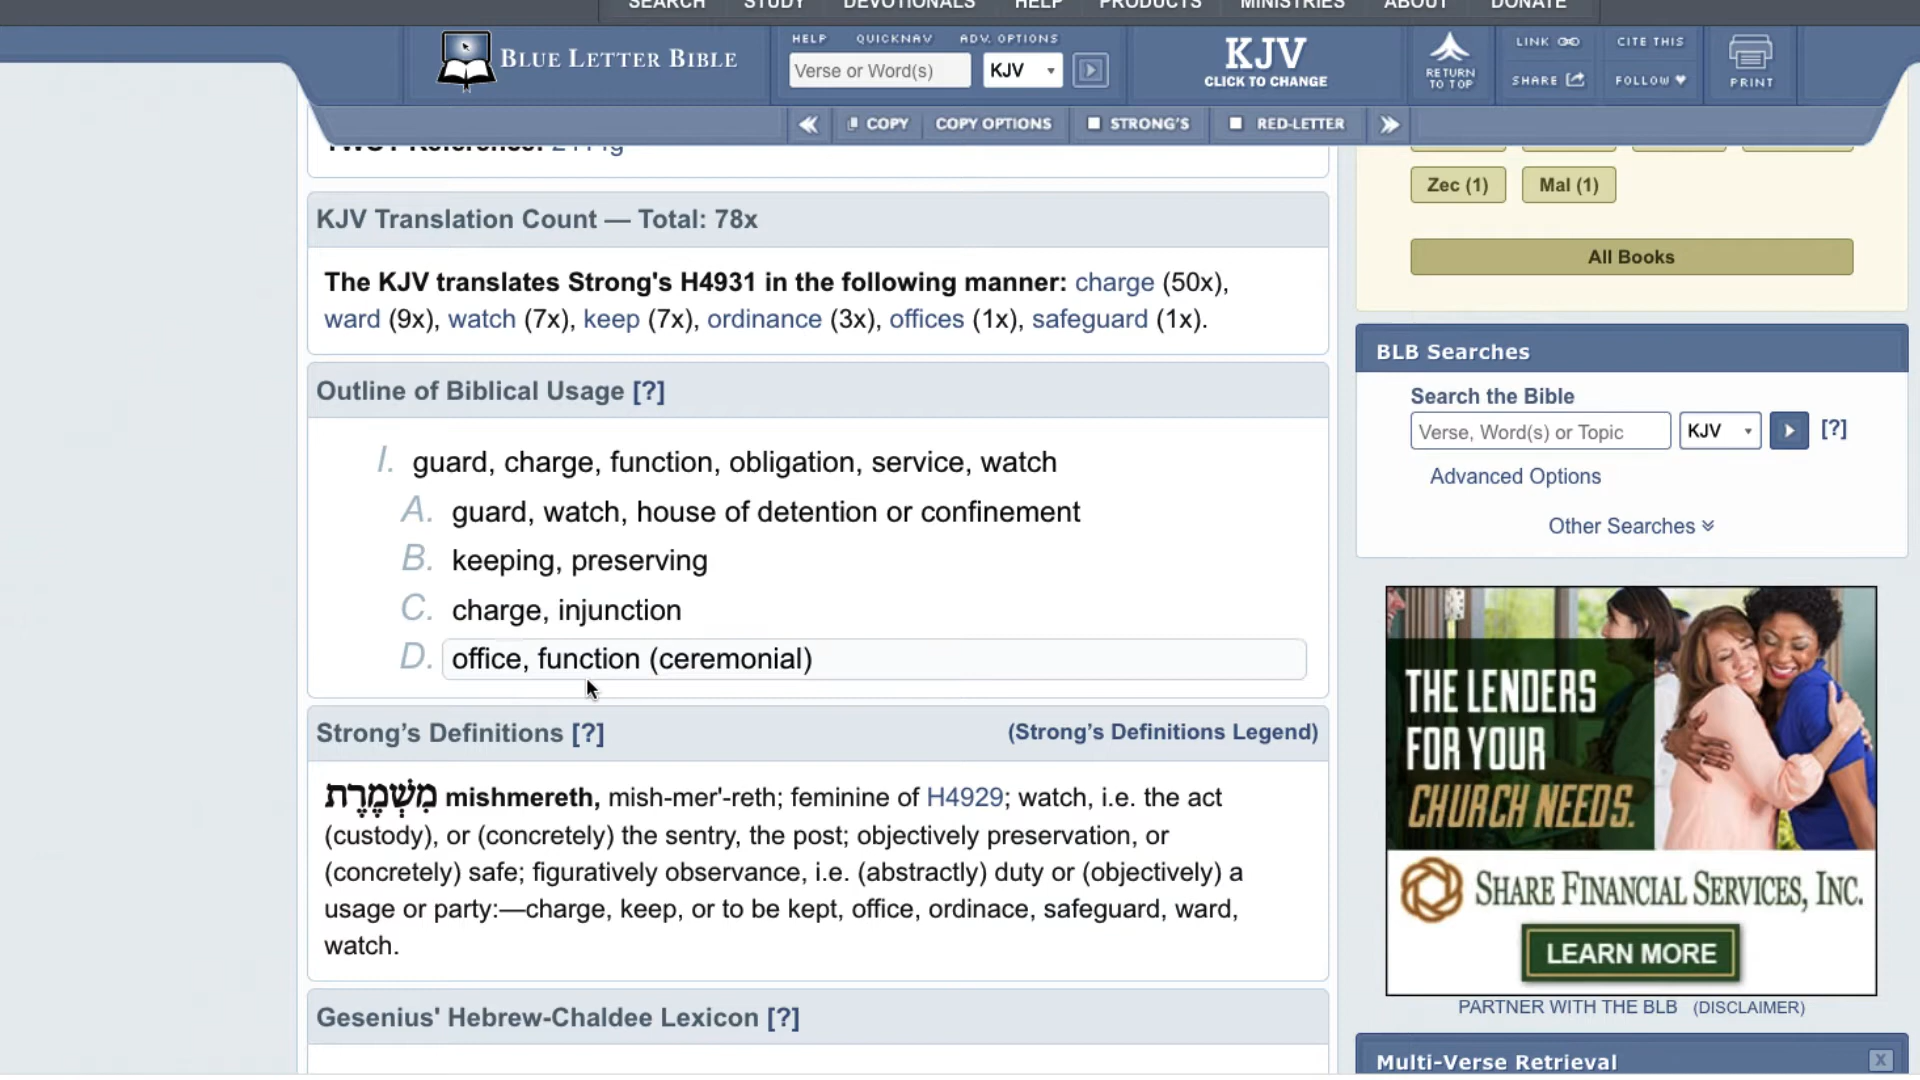 SEARCH STUDY DEVOTIONALS HELP PRODUCTS MINISTRIES ABOUT DONATE
BLUE LETTER BIBLE
HELP QUICKNAV ADV. OPTIONS
Verse or Word(s) KJV
KJV
CLICK TO CHANGE
RETURN
TO TOP
LINK CITE THIS
SHARE FOLLOW
PRINT
COPY COPY OPTIONS STRONG'S RED-LETTER
TWOT Reference:
KJV Translation Count — Total: 78x
The KJV translates Strong's H4931 in the following manner: charge (50x),
ward (9x), watch (7x), keep (7x), ordinance (3x), offices (1x), safeguard (1x).
Outline of Biblical Usage [?]
I. guard, charge, function, obligation, service, watch
A. guard, watch, house of detention or confinement
B. keeping, preserving
C. charge, injunction
D. office, function (ceremonial)
Strong’s Definitions [?] (Strong’s Definitions Legend)
מִשְׁמֶרֶת mishmereth, mish-mer'-reth; feminine of H4929; watch, i.e. the act
(custody), or (concretely) the sentry, the post; objectively preservation, or
(concretely) safe; figuratively observance, i.e. (abstractly) duty or (objectively) a
usage or party:—charge, keep, or to be kept, office, ordinace, safeguard, ward,
watch.
Gesenius' Hebrew-Chaldee Lexicon [?]
Zec (1) Mal (1)
All Books
BLB Searches
Search the Bible
Verse, Word(s) or Topic KJV [?]
Advanced Options
Other Searches
THE LENDERS
FOR YOUR
CHURCH NEEDS.
SHARE FINANCIAL SERVICES, INC.
LEARN MORE
PARTNER WITH THE BLB (DISCLAIMER)
Multi-Verse Retrieval x